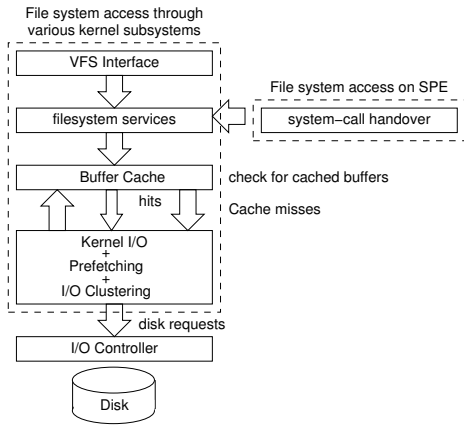 File system access through
various kernel subsystems
VFS Interface
File system access on SPE
filesystem services
system−call handover
Buffer Cache
check for cached buffers
hits
Cache misses
Kernel I/O
+
Prefetching
+
I/O Clustering
disk requests
I/O Controller
Disk